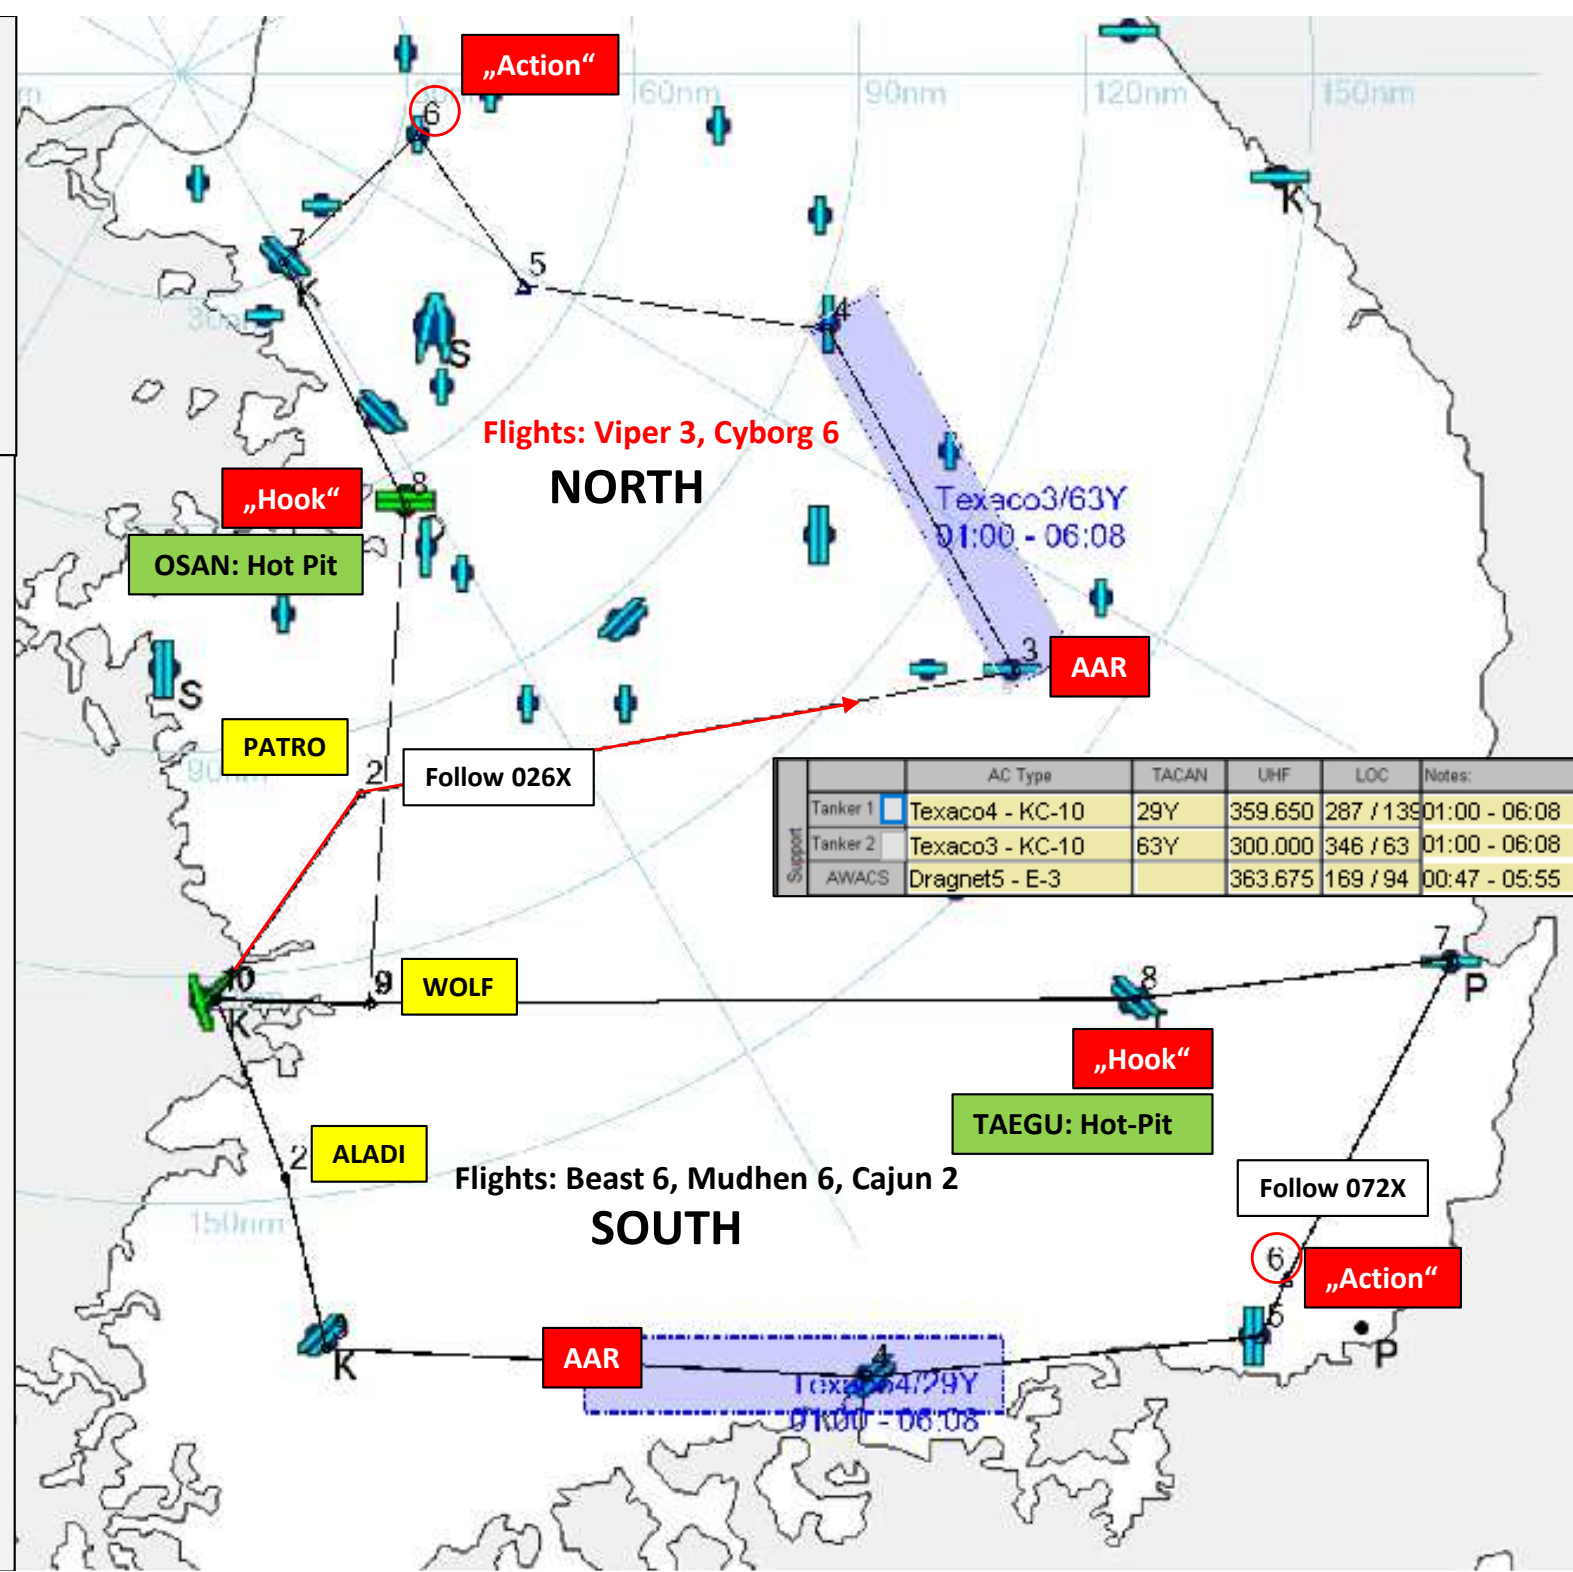 „Action“
30nm
60nm
90nm
120nm
150nm
6
K
7
5
K
30nm
4
S
Flights: Viper 3, Cyborg 6
NORTH
8
„Hook“
Texaco3/63Y
01:00 - 06:08
OSAN: Hot Pit
3
AAR
S
PATRO
90nm
2
Follow 026X
AC Type TACAN UHF LOC Notes:
Support
Tanker 1 Texaco4 - KC-10 29Y 359.650 287 / 139 01:00 - 06:08
Tanker 2 Texaco3 - KC-10 63Y 300.000 346 / 63 01:00 - 06:08
AWACS Dragnet5 - E-3 363.675 169 / 94 00:47 - 05:55
7
10
9
WOLF
8
P
K
„Hook“
TAEGU: Hot-Pit
2
ALADI
Flights: Beast 6, Mudhen 6, Cajun 2
SOUTH
Follow 072X
150nm
6
„Action“
5
P
K
AAR
4
01:00 - 06:08